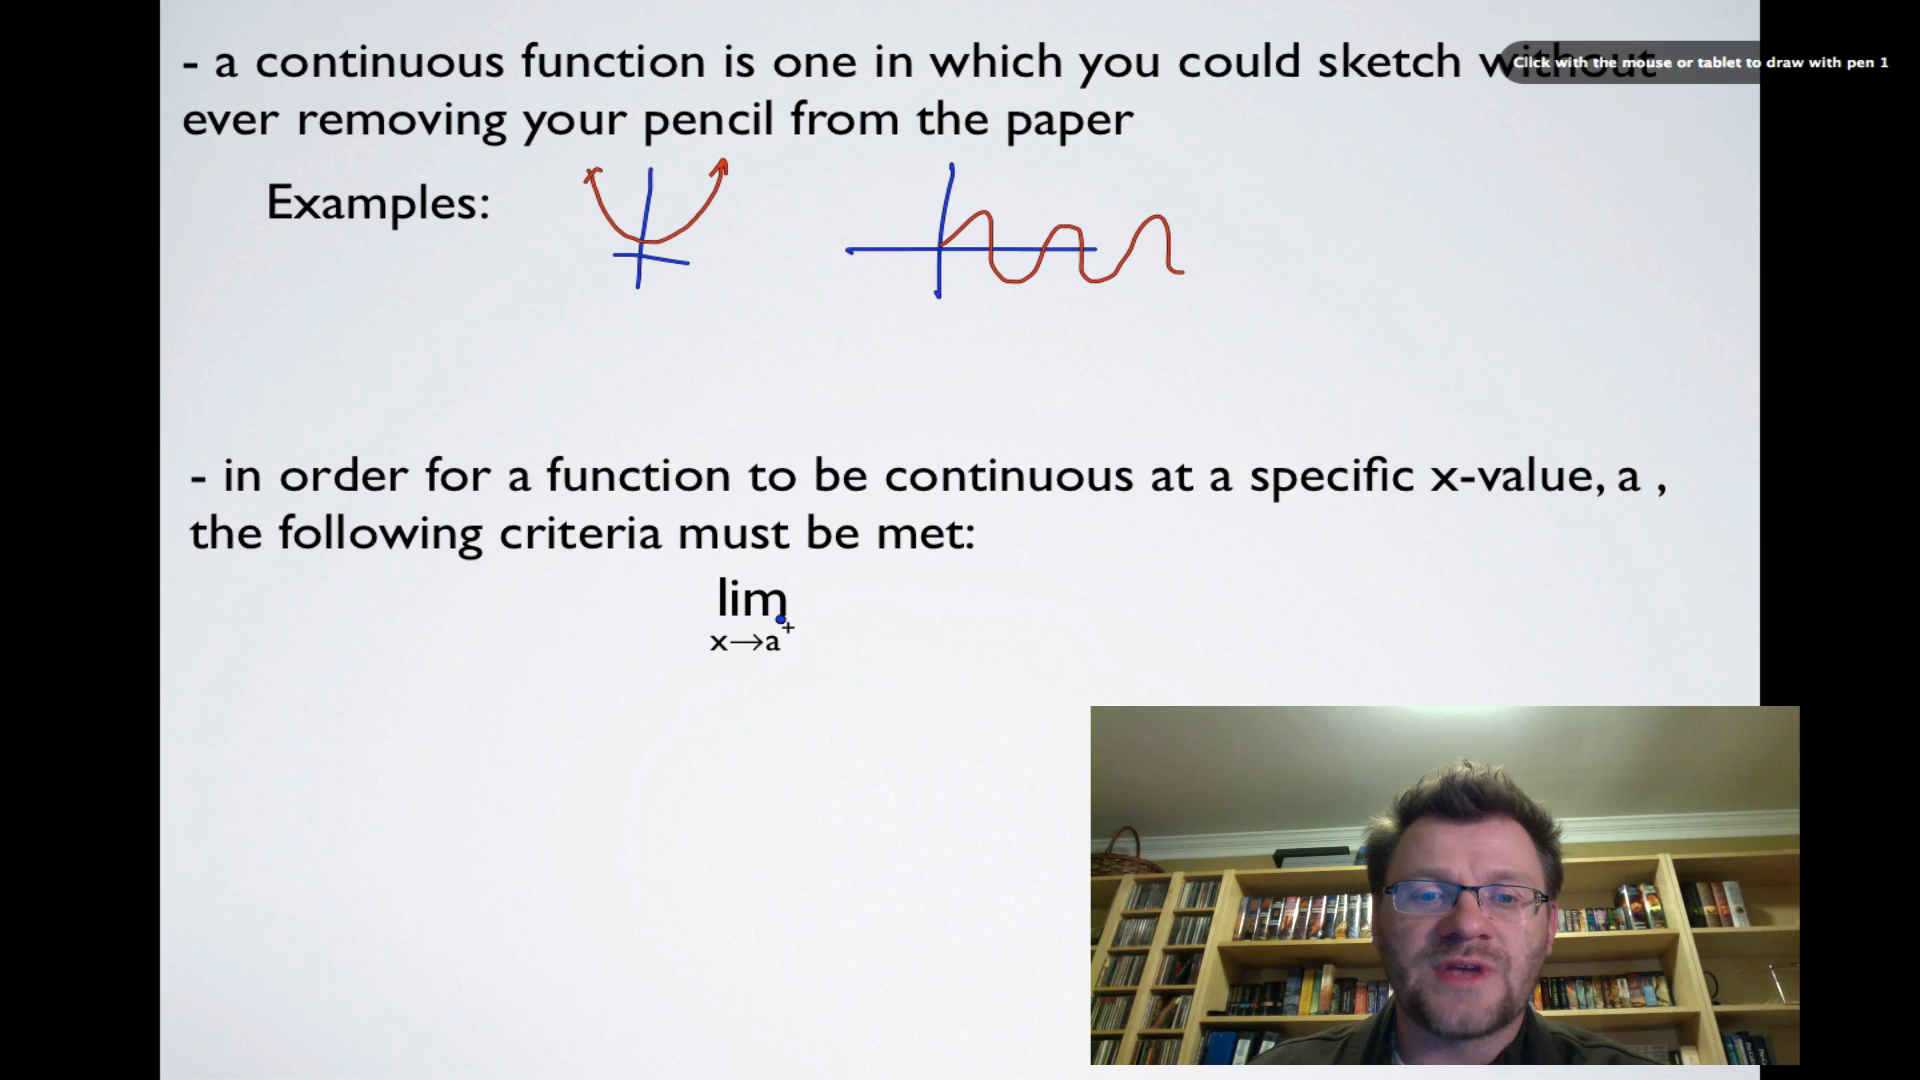 - a continuous function is one in which you could sketch without
Click with the mouse or tablet to draw with pen 1
ever removing your pencil from the paper
Examples:
- in order for a function to be continuous at a specific x-value, a ,
the following criteria must be met:
lim
x→a⁺